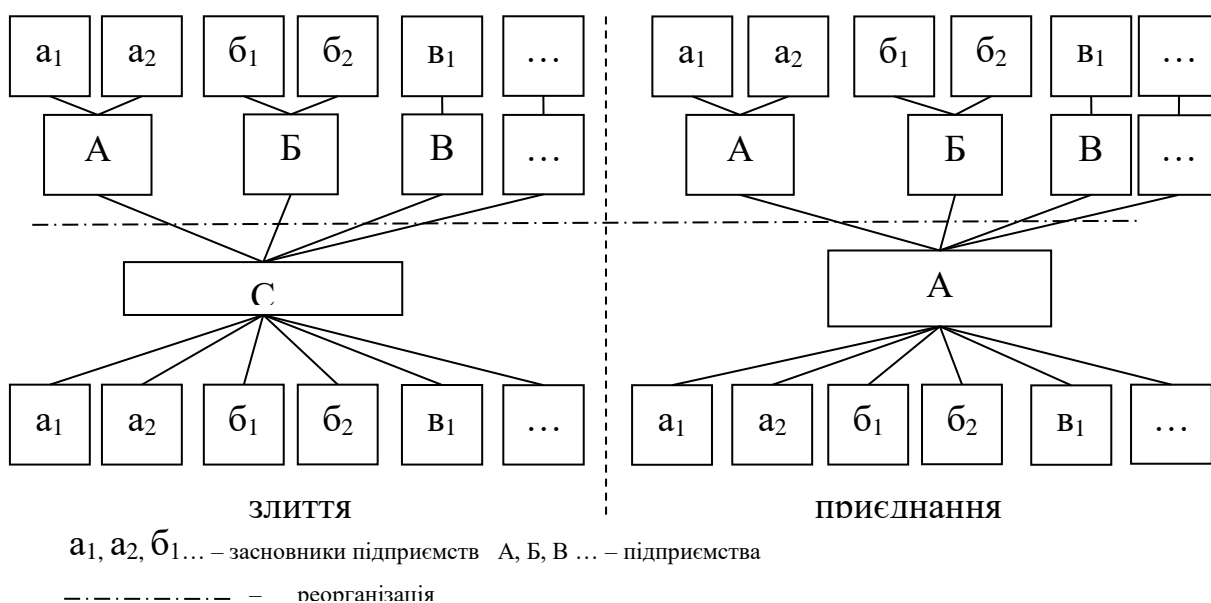 а₁ а₂ б₁ б₂ в₁ … а₁ а₂ б₁ б₂ в₁ …
А Б В … А Б В …
С А
а₁ а₂ б₁ б₂ в₁ … а₁ а₂ б₁ б₂ в₁ …
злиття приєднання
а₁, а₂, б₁… – засновники підприємств А, Б, В … – підприємства
– реорганізація